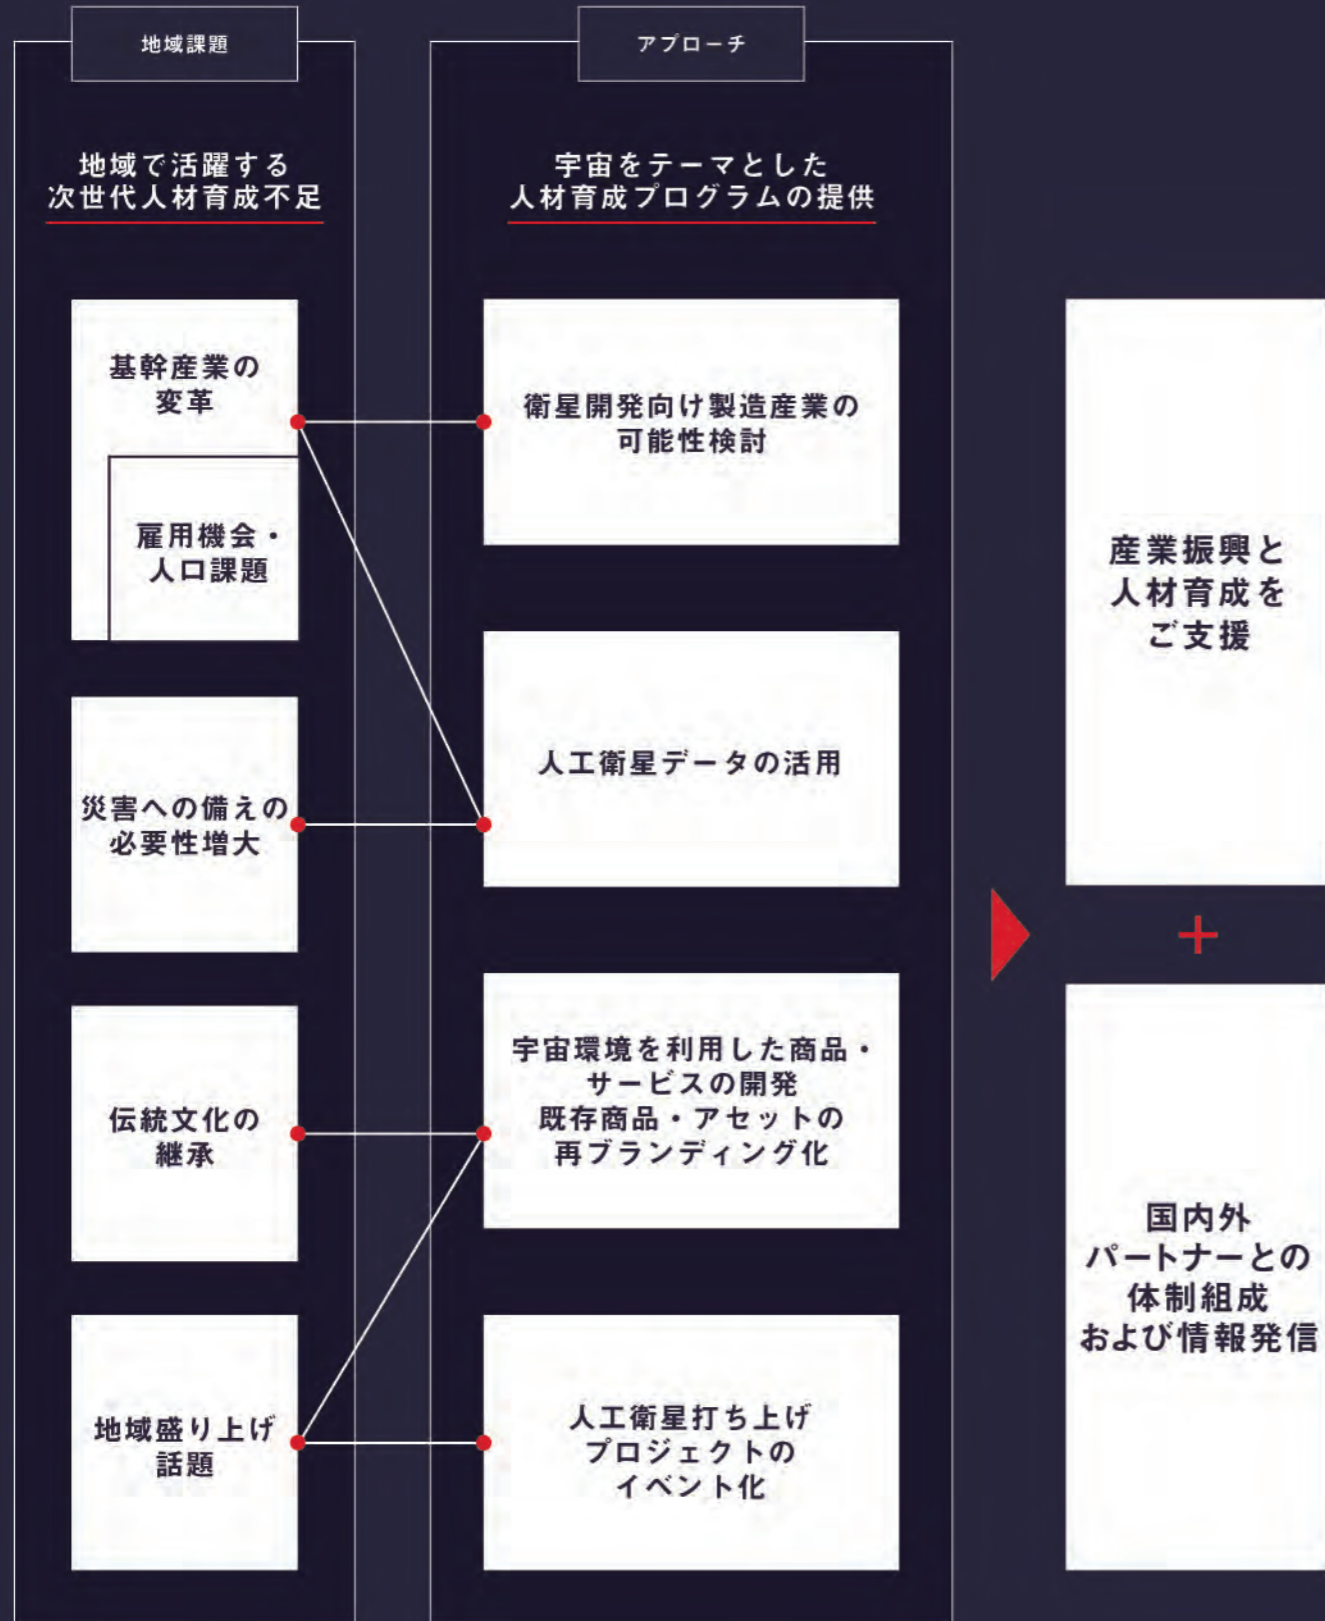 地域課題
地域で活躍する
次世代人材育成不足
基幹産業の
変革
雇用機会・
人口課題
災害への備えの
必要性増大
伝統文化の
継承
地域盛り上げ
話題
アプローチ
宇宙をテーマとした
人材育成プログラムの提供
衛星開発向け製造産業の
可能性検討
人工衛星データの活用
宇宙環境を利用した商品・
サービスの開発
既存商品・アセットの
再ブランディング化
人工衛星打ち上げ
プロジェクトの
イベント化
産業振興と
人材育成を
ご支援
+
国内外
パートナーとの
体制組成
および情報発信